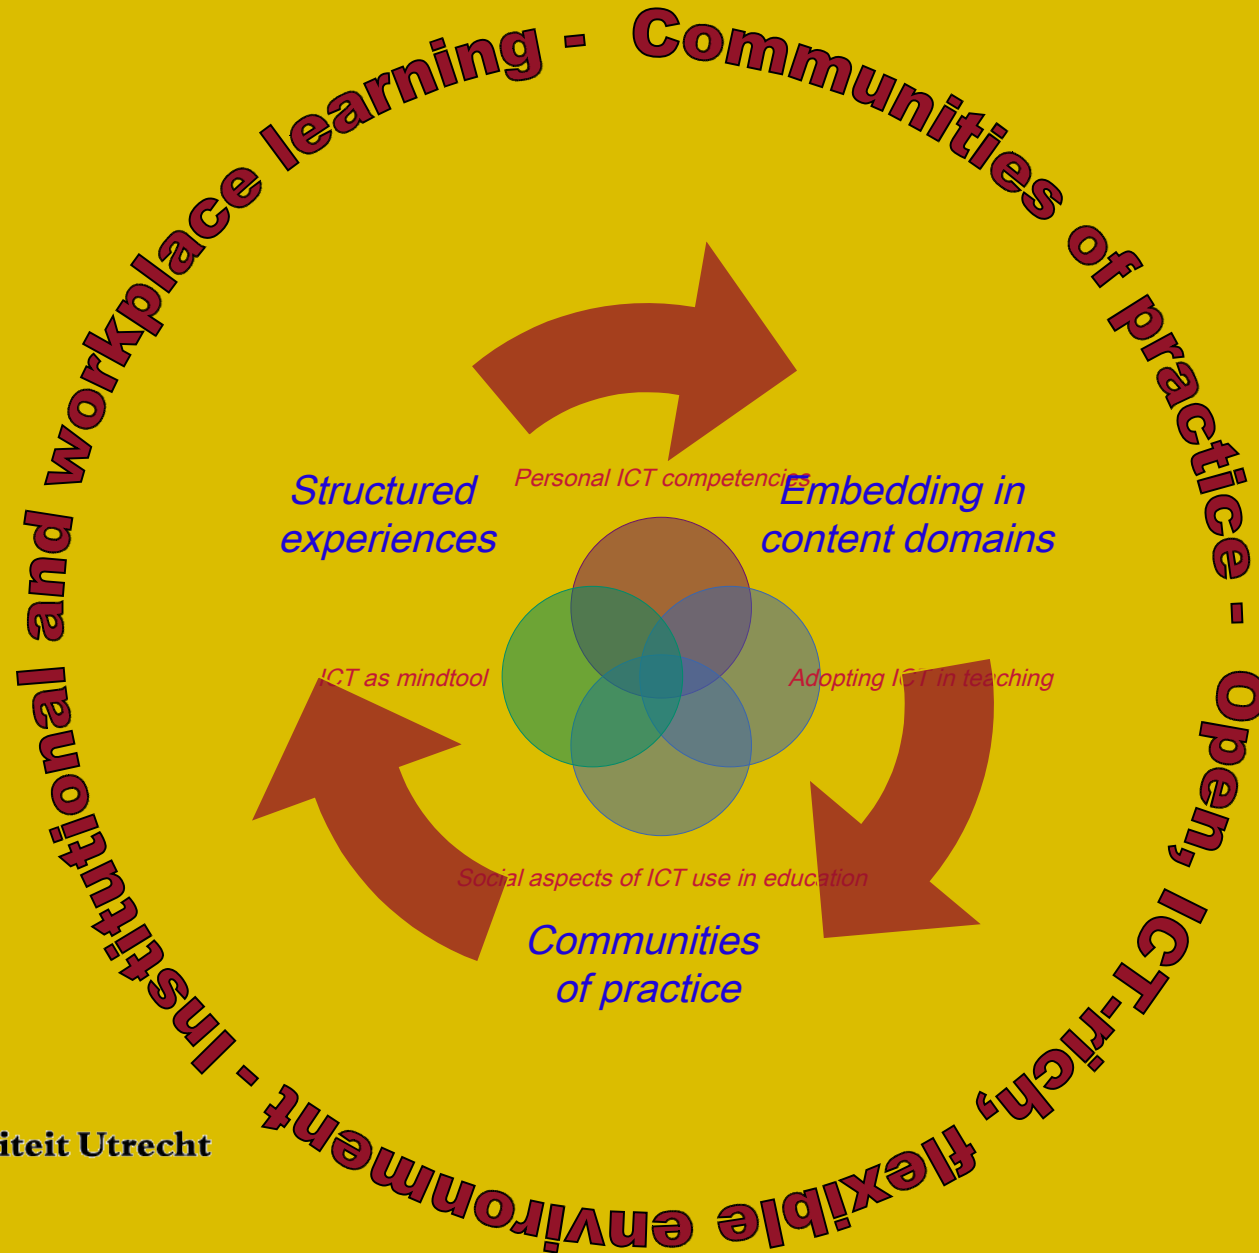 Communities of practice - Open, ICT-rich, flexible environment - Institutional and workplace learning -
Personal ICT competencies
Structured
experiences
Embedding in
content domains
ICT as mindtool
Adopting ICT in teaching
Social aspects of ICT use in education
Communities
of practice
iteit Utrecht